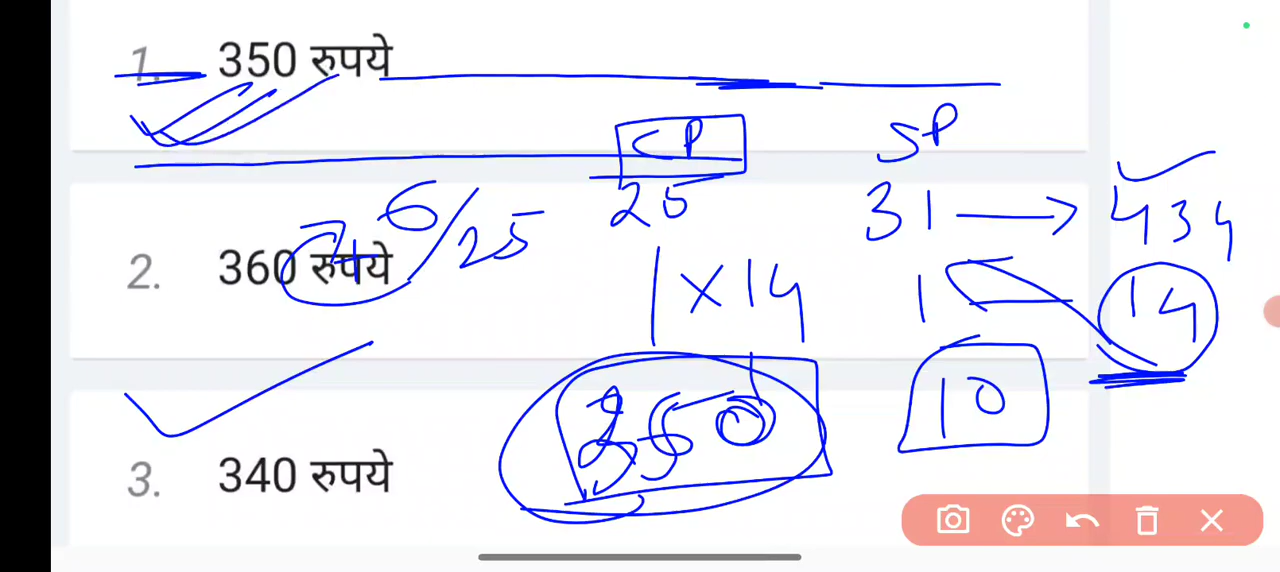 1. 350 रुपये
CP SP
6/25 25 31 → 434
2. 360 रुपये 1 x 14 1 14
350 10
3. 340 रुपये